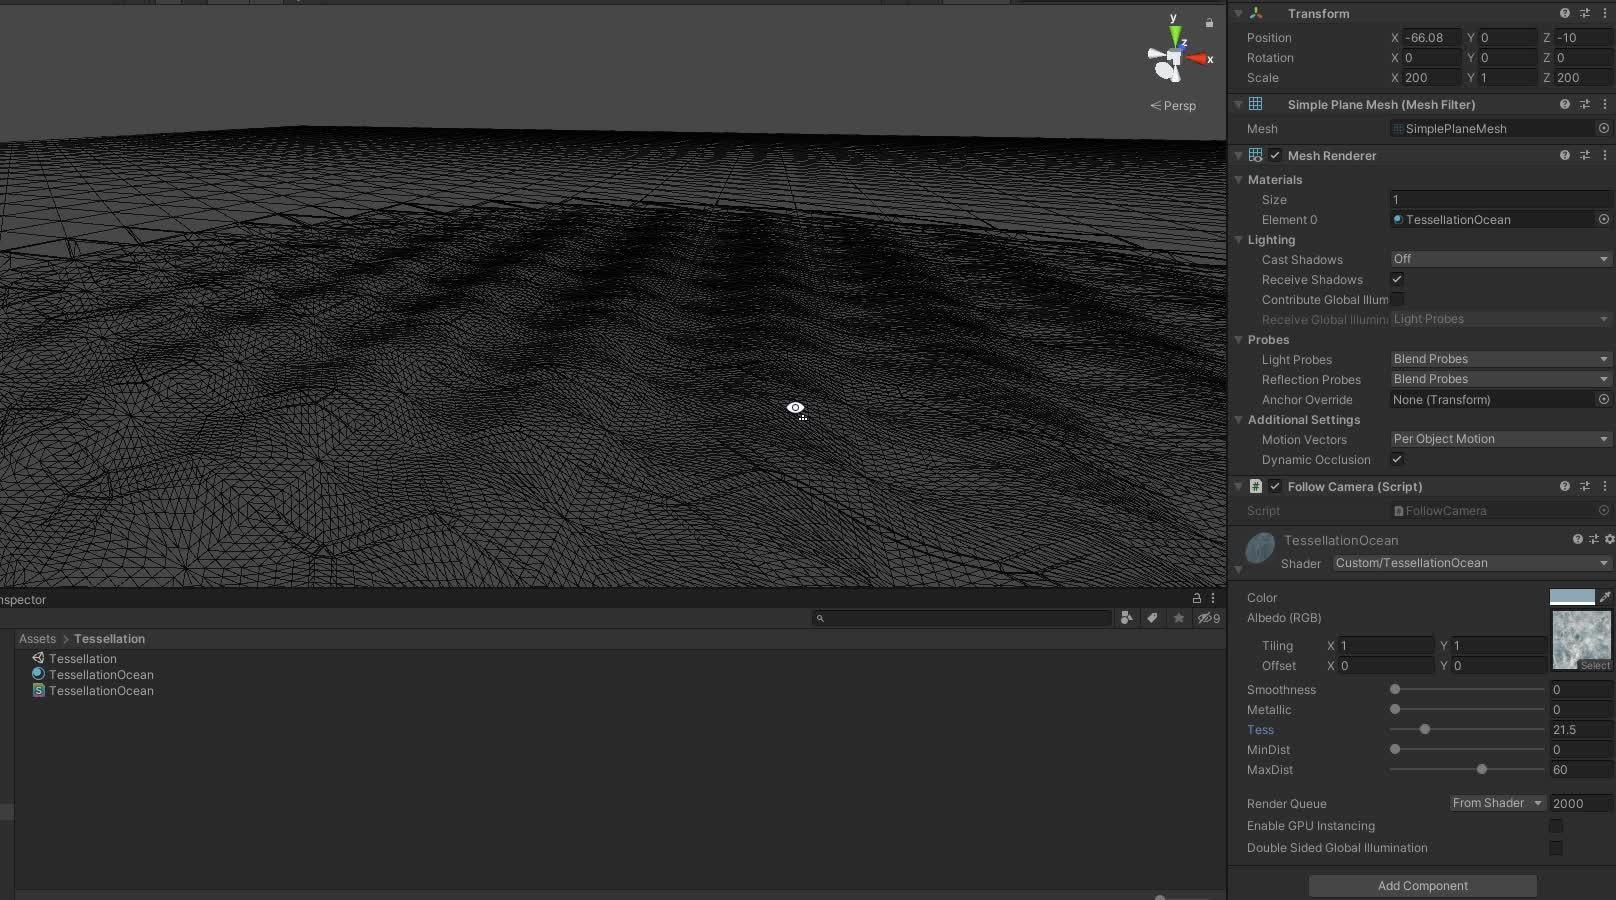 y
z
x
< Persp
Transform
Position X -66.08 Y 0 Z -10
Rotation X 0 Y 0 Z 0
Scale X 200 Y 1 Z 200
Simple Plane Mesh (Mesh Filter)
Mesh SimplePlaneMesh
Mesh Renderer
Materials
Size 1
Element 0 TessellationOcean
Lighting
Cast Shadows Off
Receive Shadows
Contribute Global Illum
Receive Global Illumin Light Probes
Probes
Light Probes Blend Probes
Reflection Probes Blend Probes
Anchor Override None (Transform)
Additional Settings
Motion Vectors Per Object Motion
Dynamic Occlusion
# Follow Camera (Script)
Script FollowCamera
TessellationOcean
Shader Custom/TessellationOcean
Color
Albedo (RGB)
Tiling X 1 Y 1
Offset X 0 Y 0
Select
Smoothness 0
Metallic 0
Tess 21.5
MinDist 0
MaxDist 60
Render Queue From Shader 2000
Enable GPU Instancing
Double Sided Global Illumination
Add Component
nspector
9
Assets > Tessellation
Tessellation
TessellationOcean
S TessellationOcean